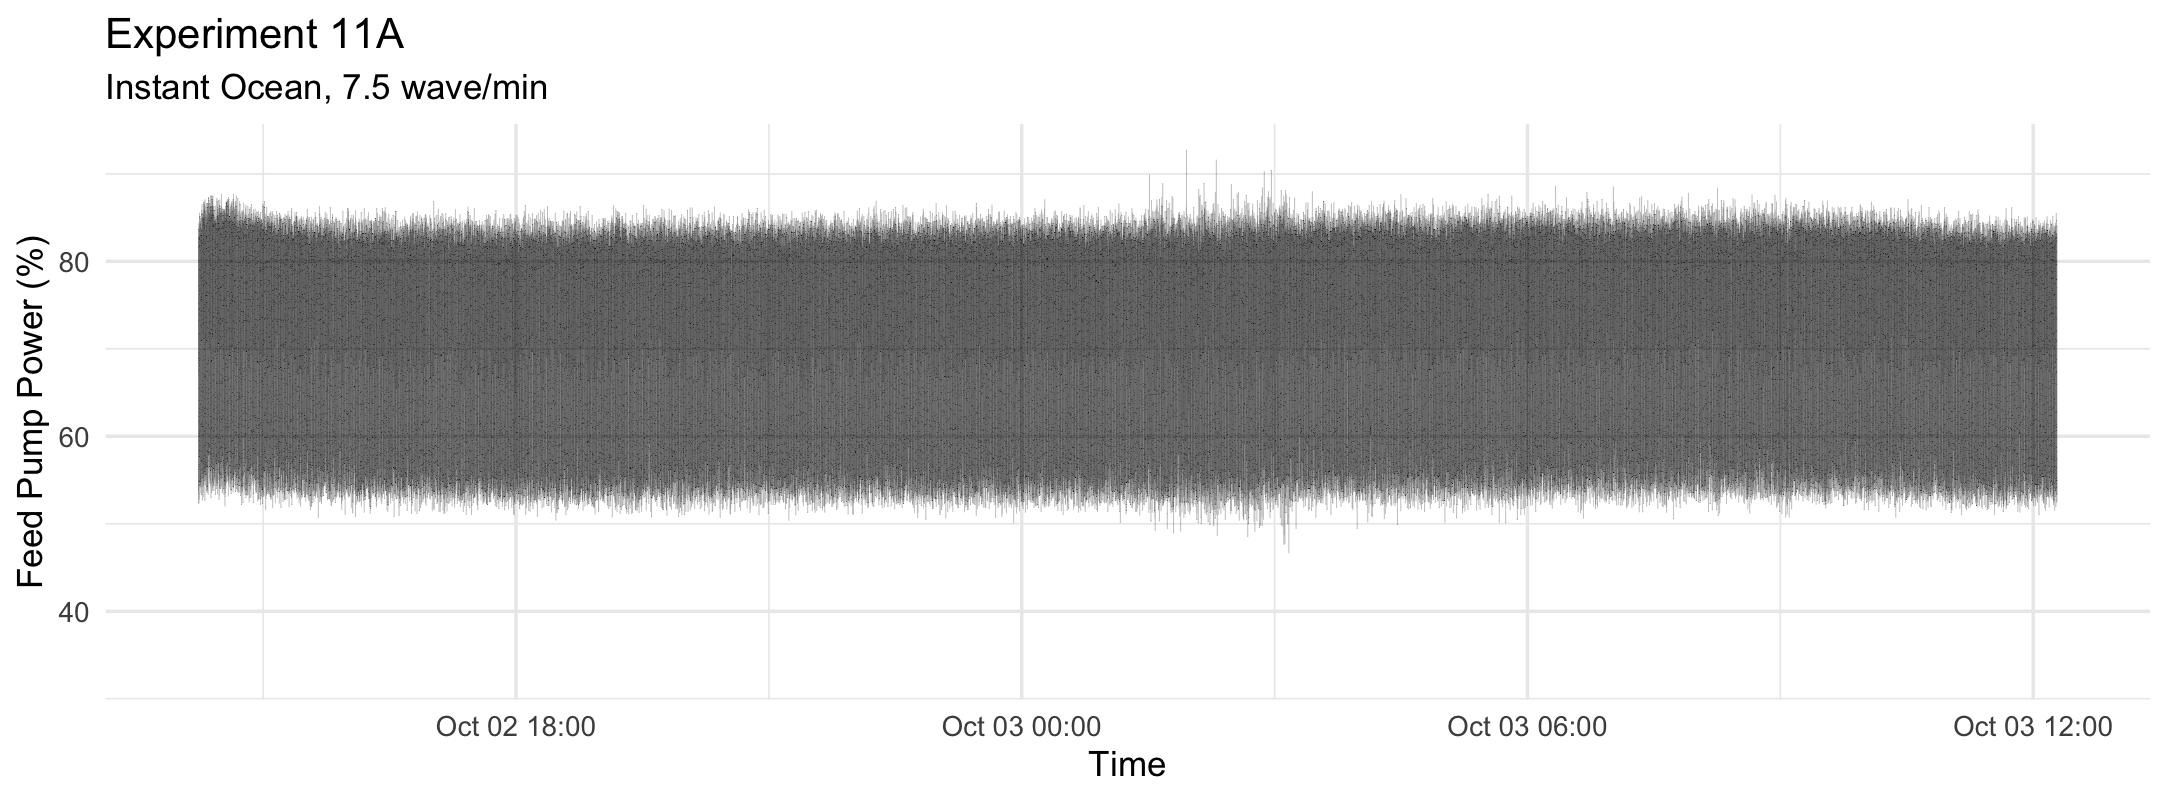 Experiment 11A
Instant Ocean, 7.5 wave/min
Feed Pump Power (%)
80
60
40
Oct 02 18:00 Oct 03 00:00 Oct 03 06:00 Oct 03 12:00
Time